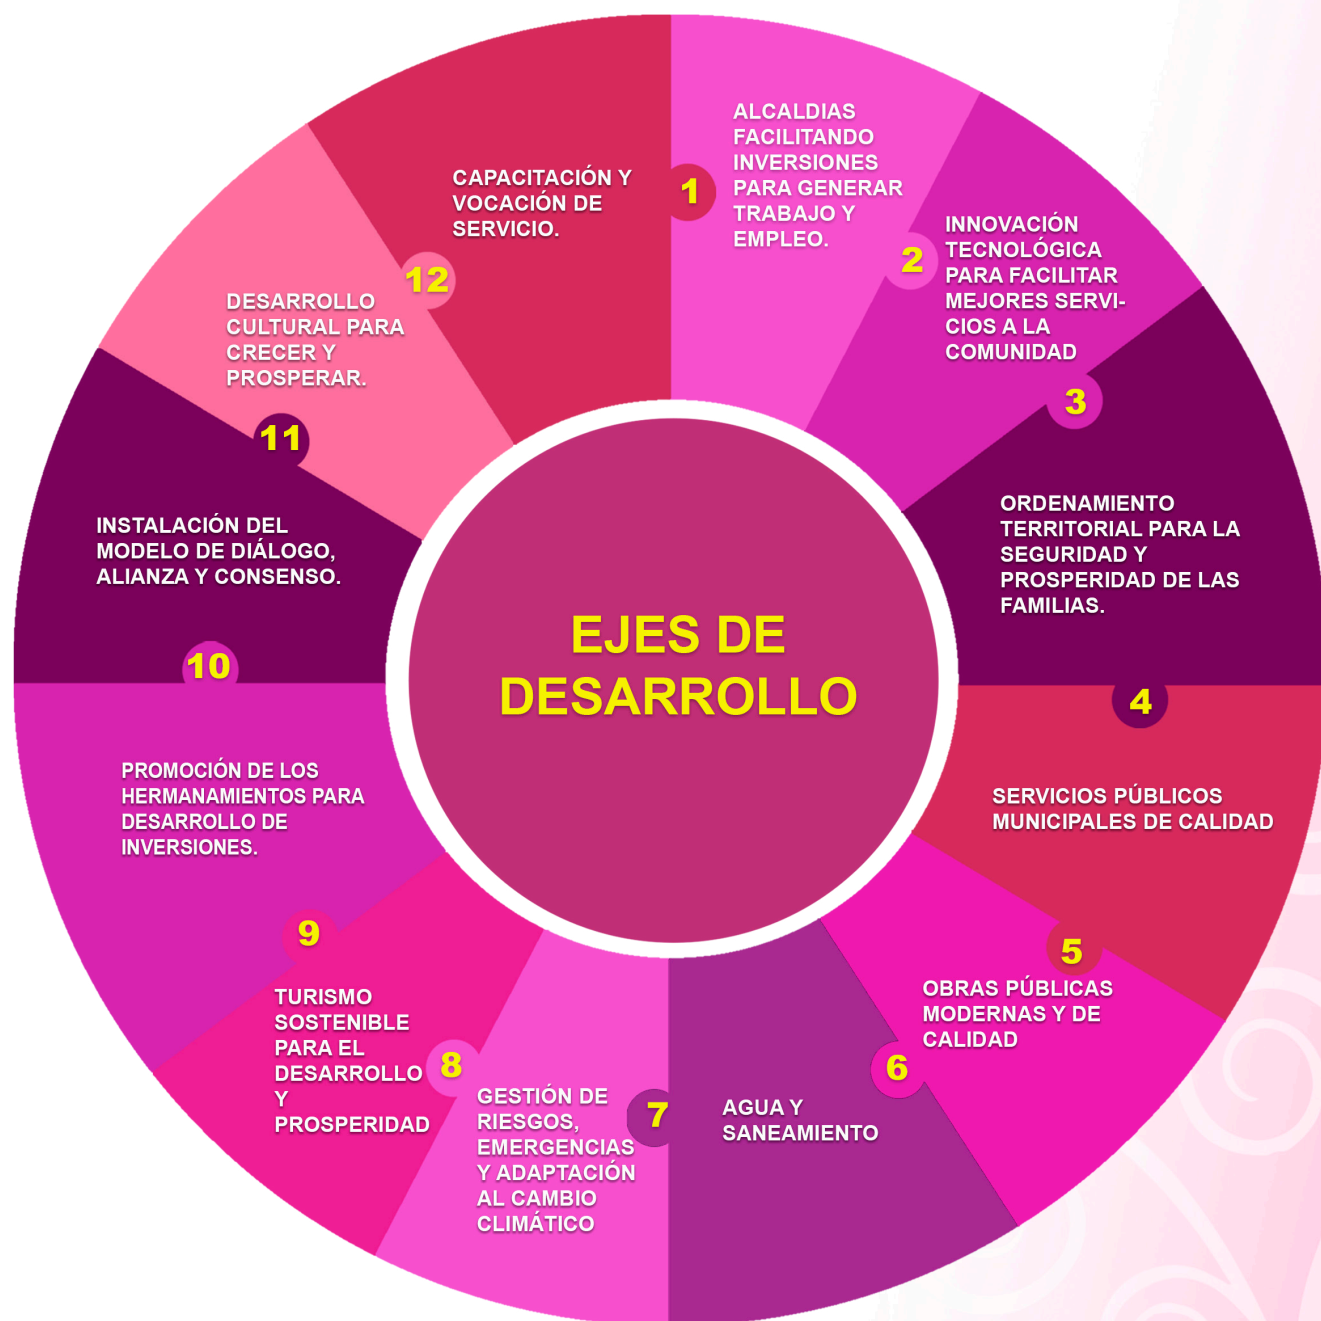 EJES DE
DESARROLLO
1
ALCALDIAS
FACILITANDO
INVERSIONES
PARA GENERAR
TRABAJO Y
EMPLEO.
2
INNOVACIÓN
TECNOLÓGICA
PARA FACILITAR
MEJORES SERVI-
CIOS A LA
COMUNIDAD
3
ORDENAMIENTO
TERRITORIAL PARA LA
SEGURIDAD Y
PROSPERIDAD DE LAS
FAMILIAS.
4
SERVICIOS PÚBLICOS
MUNICIPALES DE CALIDAD
5
OBRAS PÚBLICAS
MODERNAS Y DE
CALIDAD
6
AGUA Y
SANEAMIENTO
7
GESTIÓN DE
RIESGOS,
EMERGENCIAS
Y ADAPTACIÓN
AL CAMBIO
CLIMÁTICO
8
TURISMO
SOSTENIBLE
PARA EL
DESARROLLO
Y
PROSPERIDAD
9
PROMOCIÓN DE LOS
HERMANAMIENTOS PARA
DESARROLLO DE
INVERSIONES.
10
INSTALACIÓN DEL
MODELO DE DIÁLOGO,
ALIANZA Y CONSENSO.
11
DESARROLLO
CULTURAL PARA
CRECER Y
PROSPERAR.
12
CAPACITACIÓN Y
VOCACIÓN DE
SERVICIO.